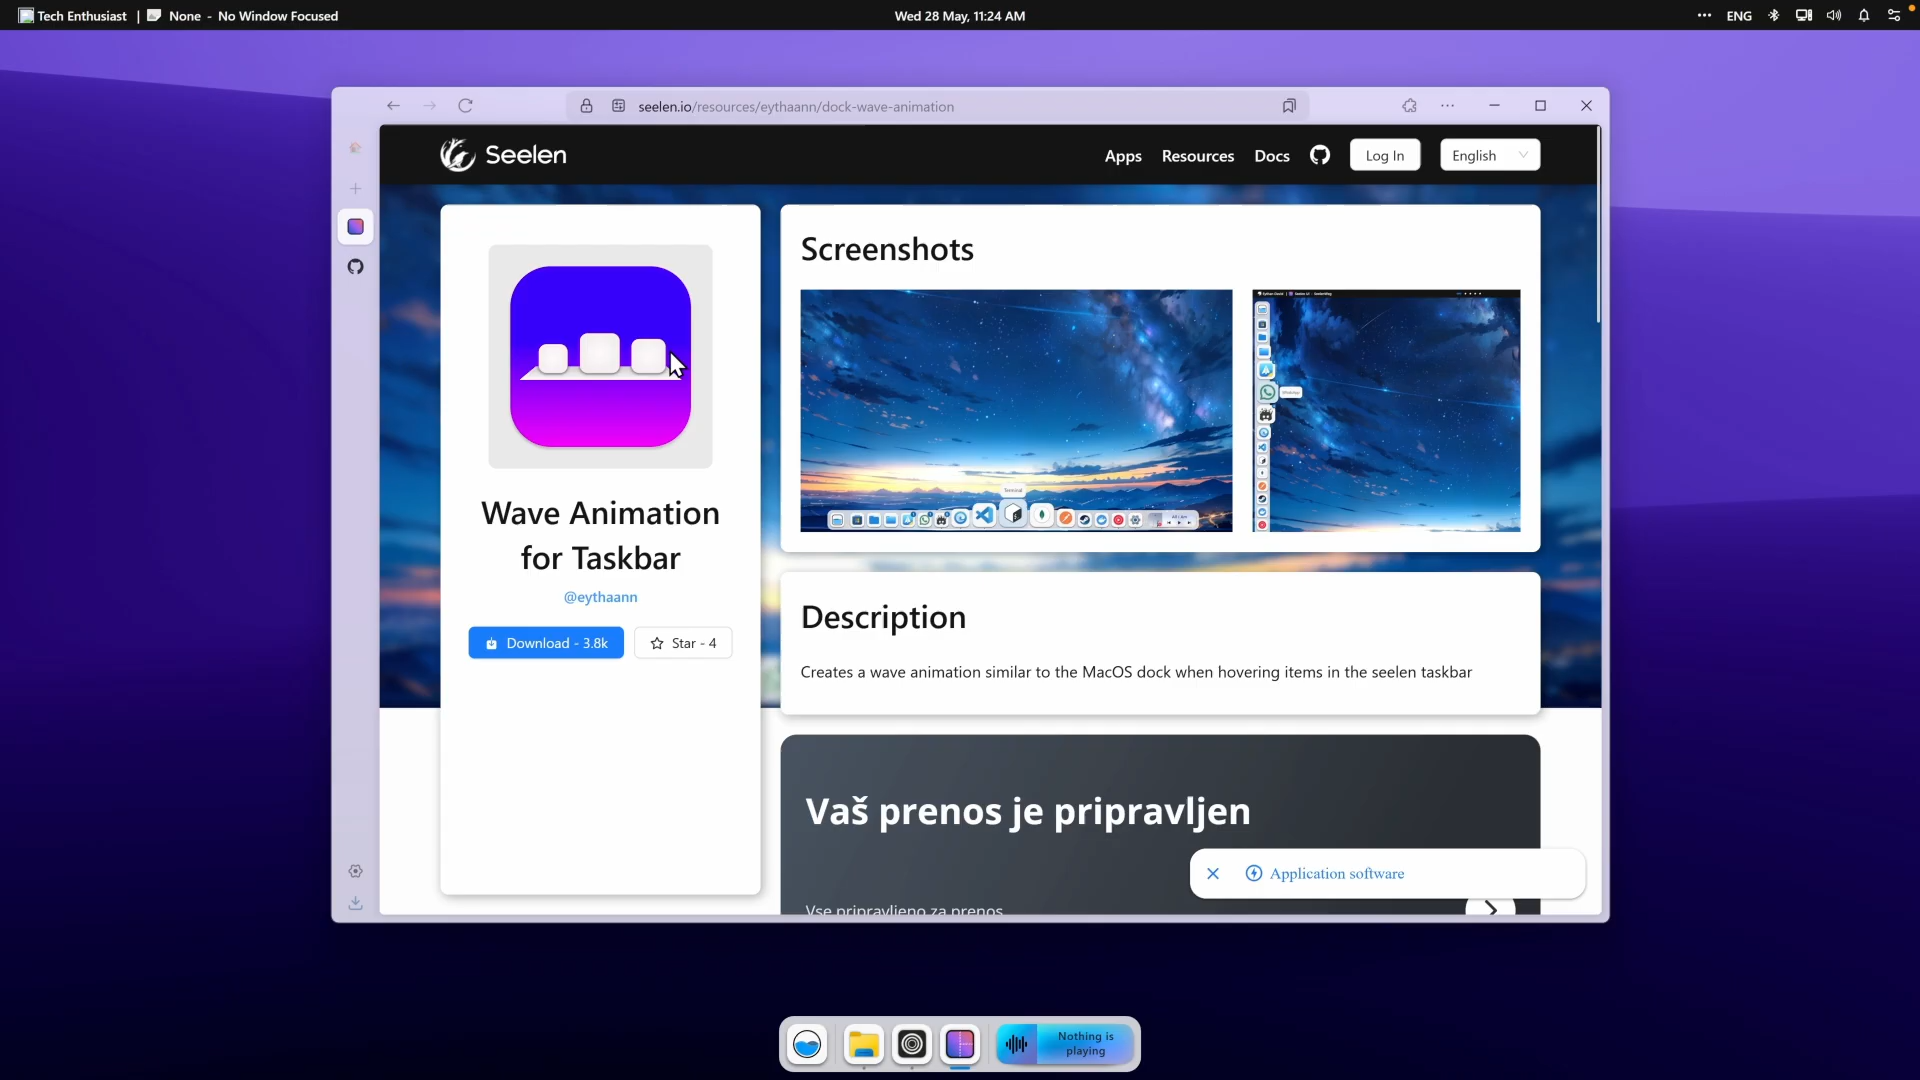 Tech Enthusiast | None - No Window Focused
Wed 28 May, 11:24 AM
ENG
seelen.io/resources/eythaann/dock-wave-animation
Seelen
Apps
Resources
Docs
Log In
English
Wave Animation
for Taskbar
@eythaann
Download - 3.8k
Star - 4
Screenshots
Terminal
WhatsApp
Description
Creates a wave animation similar to the MacOS dock when hovering items in the seelen taskbar
Vaš prenos je pripravljen
Vse pripravljeno za prenos
Application software
Nothing is
playing